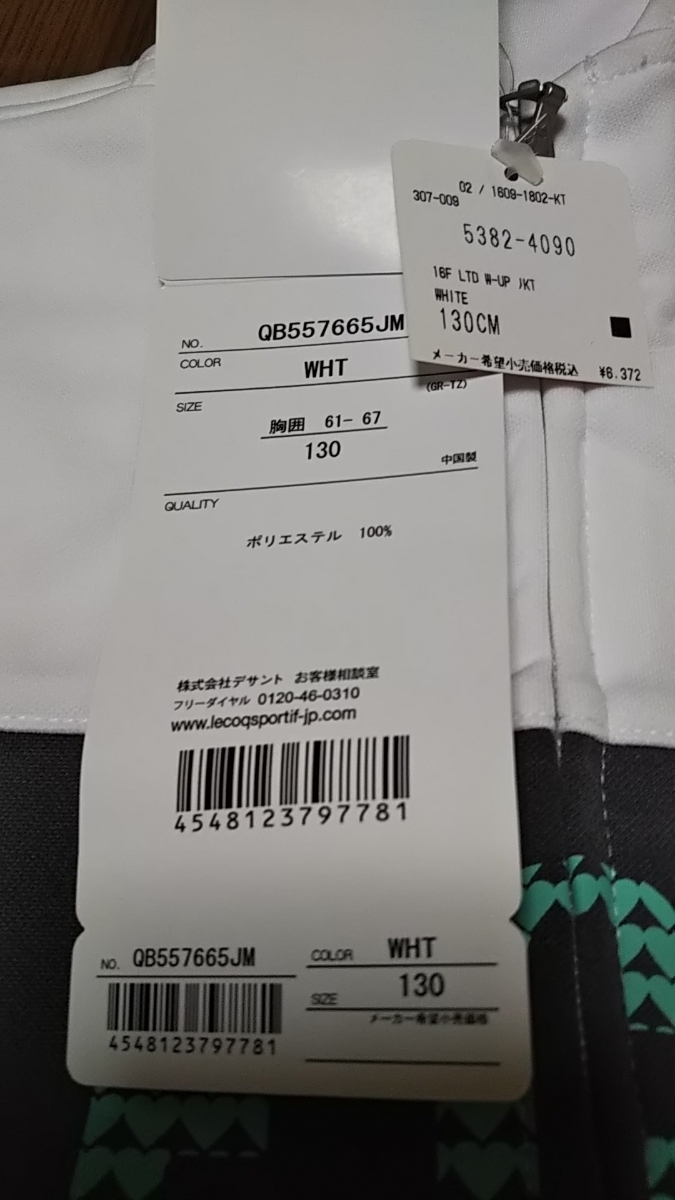 02 / 1609-1802-KT
307-009
5382-4090
16F LTD W-UP JKT
WHITE
130CM
メーカー希望小売価格税込 ¥6.372
NO. QB557665JM
COLOR WHT
(GR-TZ)
SIZE
胸囲 61- 67
130
中国製
QUALITY
ポリエステル 100%
株式会社デサント お客様相談室
フリーダイヤル 0120-46-0310
www.lecoqsportif-jp.com
4548123797781
NO. QB557665JM
4548123797781
COLOR WHT
SIZE 130
メーカー希望小売価格